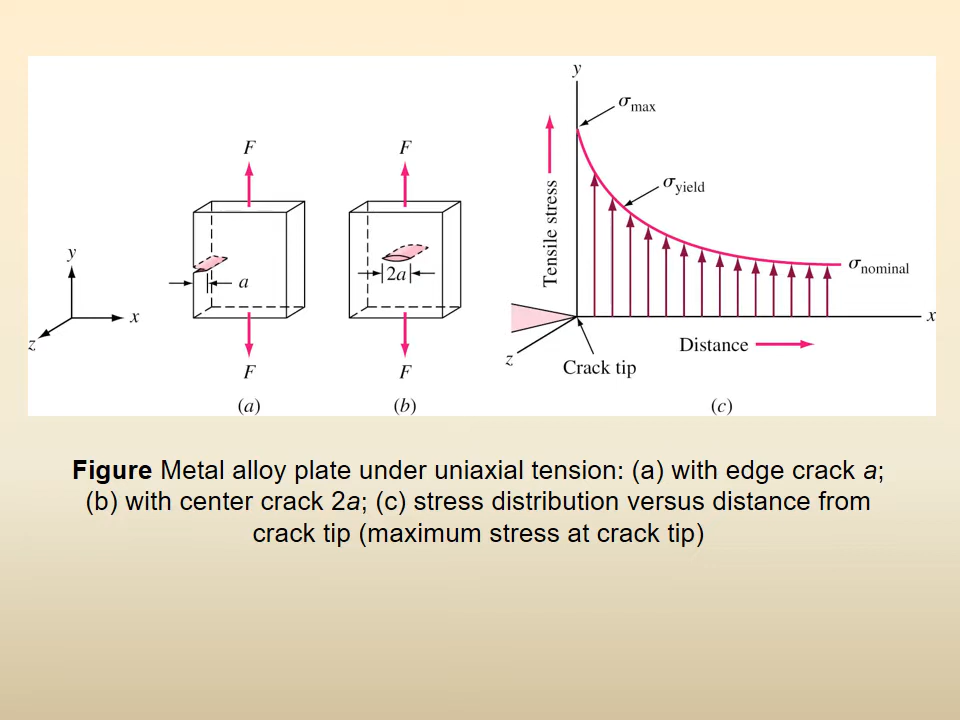 y
x
z
F
a
F
(a)
F
2a
F
(b)
y
σmax
σyield
σnominal
Tensile stress
x
z
Distance
Crack tip
(c)
Figure Metal alloy plate under uniaxial tension: (a) with edge crack a;
(b) with center crack 2a; (c) stress distribution versus distance from
crack tip (maximum stress at crack tip)